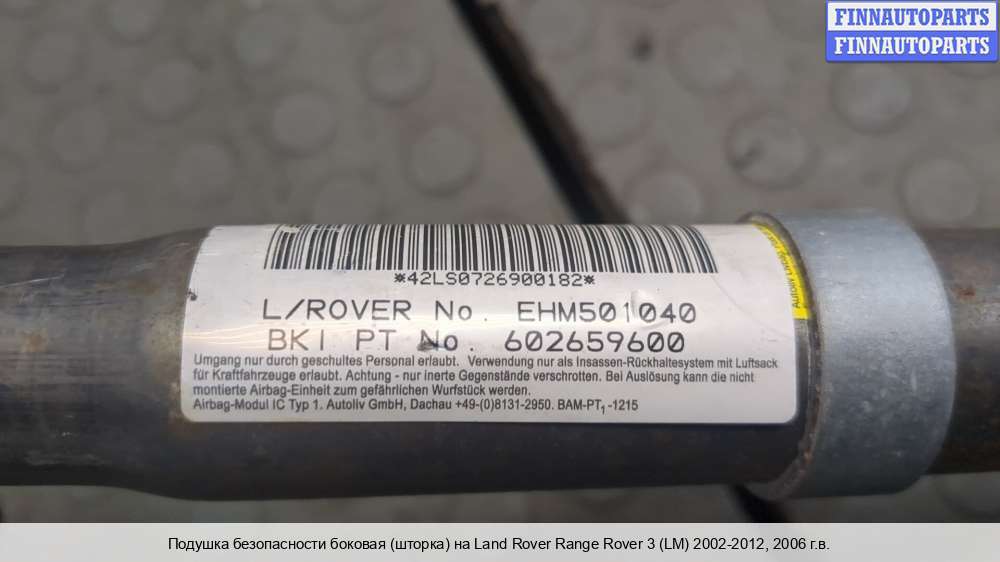 FINNAUTOPARTS
FINNAUTOPARTS
*42LS0726900182*
L/ROVER No. EHM501040
BKI PT No. 602659600
Umgang nur durch geschultes Personal erlaubt. Verwendung nur als Insassen-Rückhaltesystem mit Luftsack
für Kraftfahrzeuge erlaubt. Achtung - nur inerte Gegenstände verschrotten. Bei Auslösung kann die nicht
montierte Airbag-Einheit zum gefährlichen Wurfstück werden.
Airbag-Modul IC Typ 1. Autoliv GmbH, Dachau +49-(0)8131-2950. BAM-PT₁-1215
Autoliv
Подушка безопасности боковая (шторка) на Land Rover Range Rover 3 (LM) 2002-2012, 2006 г.в.